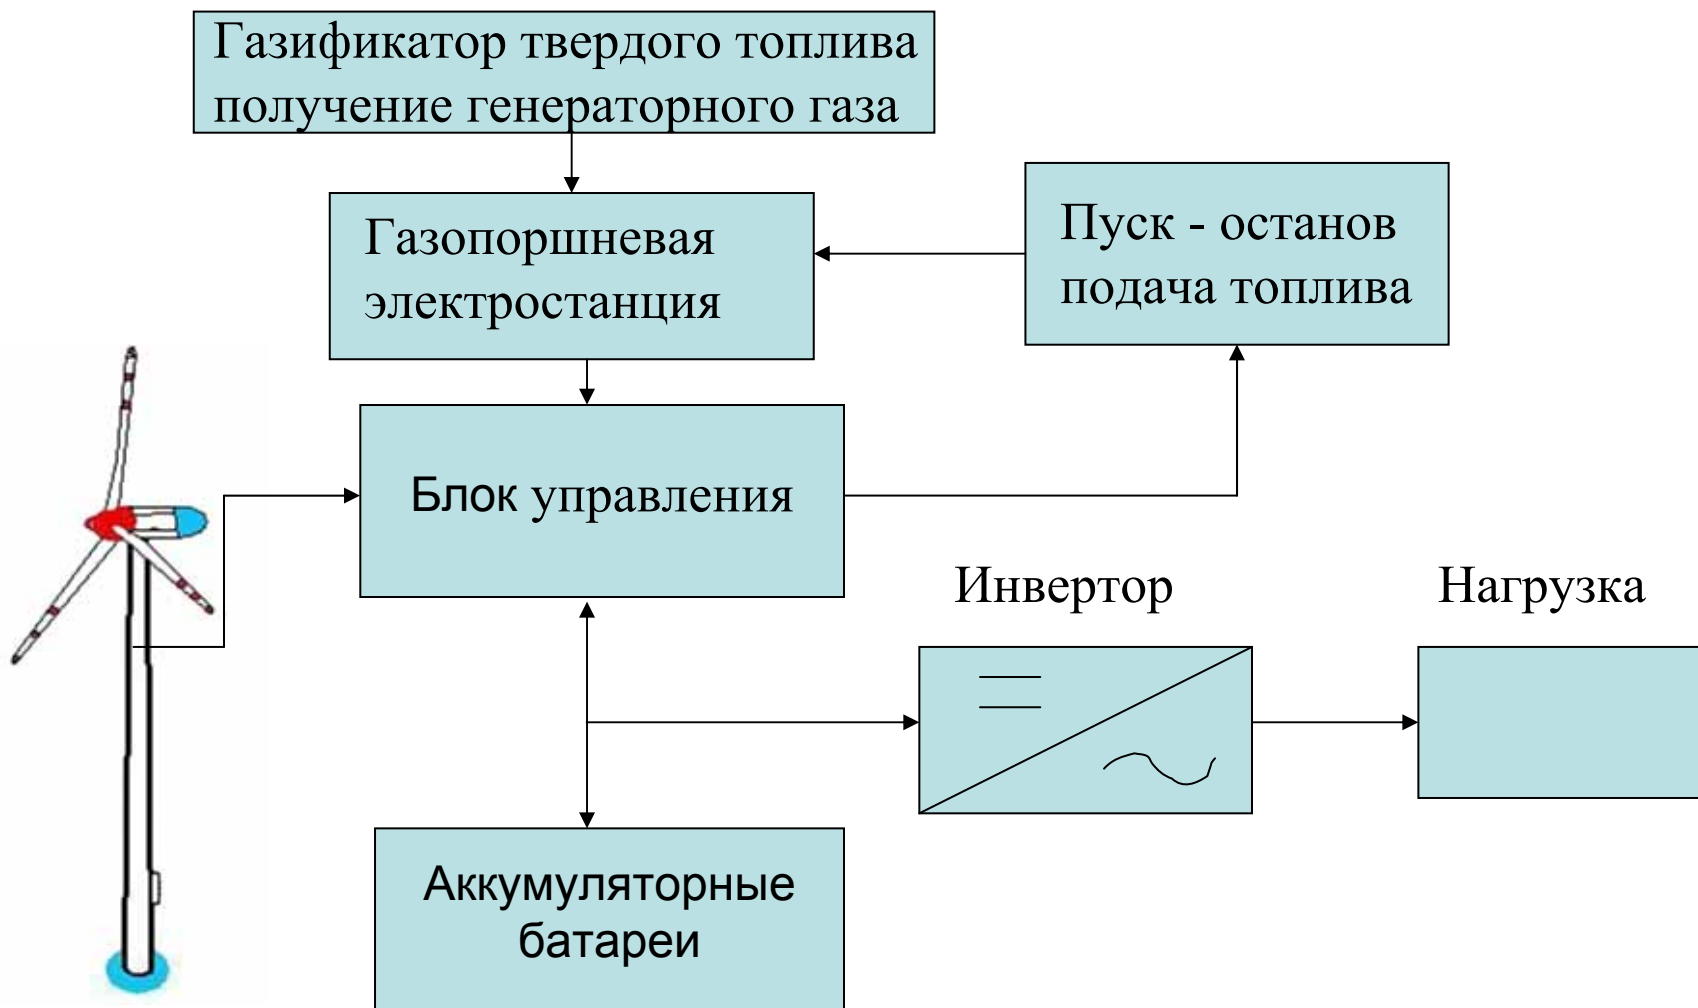 Газификатор твердого топлива
получение генераторного газа
Газопоршневая
электростанция
Пуск - останов
подача топлива
Блок управления
Инвертор
Нагрузка
Аккумуляторные
батареи